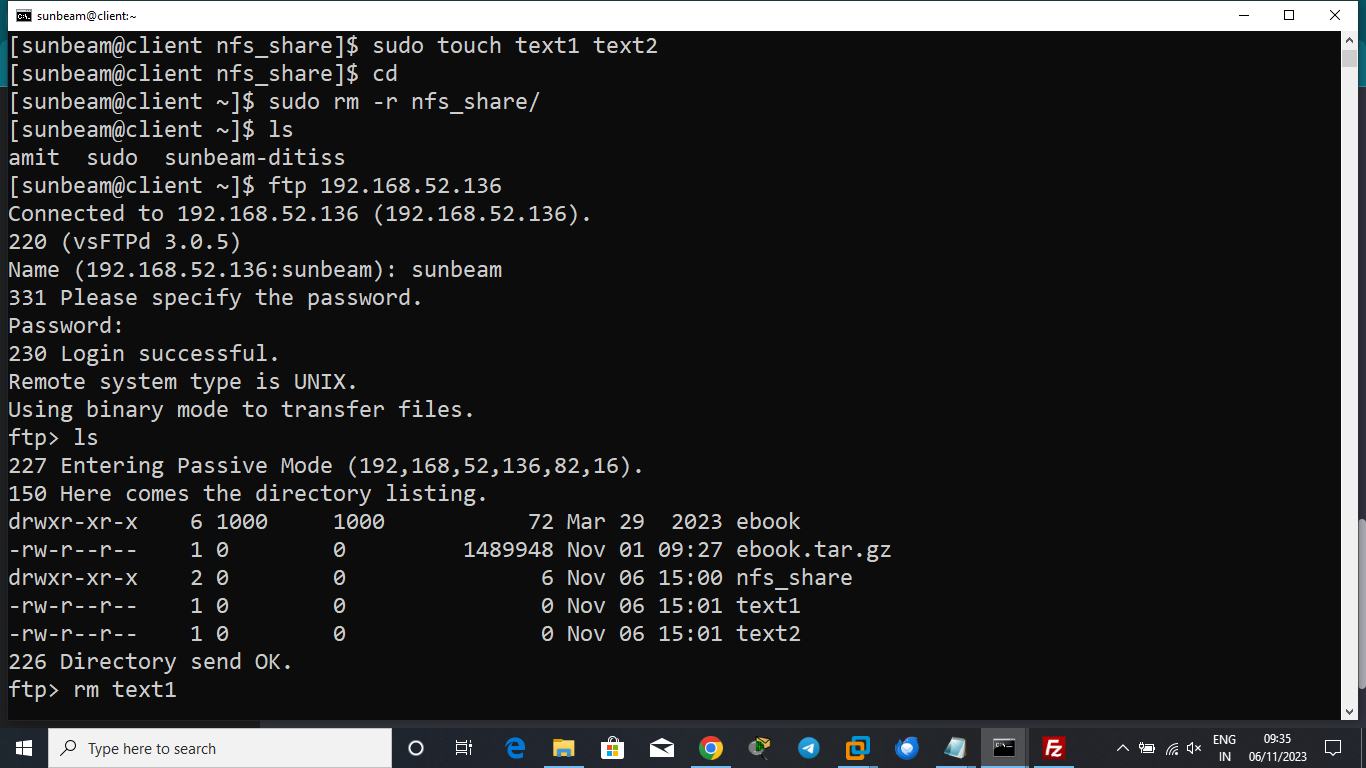 sunbeam@client:~
[sunbeam@client nfs_share]$ sudo touch text1 text2
[sunbeam@client nfs_share]$ cd
[sunbeam@client ~]$ sudo rm -r nfs_share/
[sunbeam@client ~]$ ls
amit  sudo  sunbeam-ditiss
[sunbeam@client ~]$ ftp 192.168.52.136
Connected to 192.168.52.136 (192.168.52.136).
220 (vsFTPd 3.0.5)
Name (192.168.52.136:sunbeam): sunbeam
331 Please specify the password.
Password:
230 Login successful.
Remote system type is UNIX.
Using binary mode to transfer files.
ftp> ls
227 Entering Passive Mode (192,168,52,136,82,16).
150 Here comes the directory listing.
drwxr-xr-x    6 1000     1000           72 Mar 29  2023 ebook
-rw-r--r--    1 0        0         1489948 Nov 01 09:27 ebook.tar.gz
drwxr-xr-x    2 0        0               6 Nov 06 15:00 nfs_share
-rw-r--r--    1 0        0               0 Nov 06 15:01 text1
-rw-r--r--    1 0        0               0 Nov 06 15:01 text2
226 Directory send OK.
ftp> rm text1
Type here to search
ENG
IN
09:35
06/11/2023